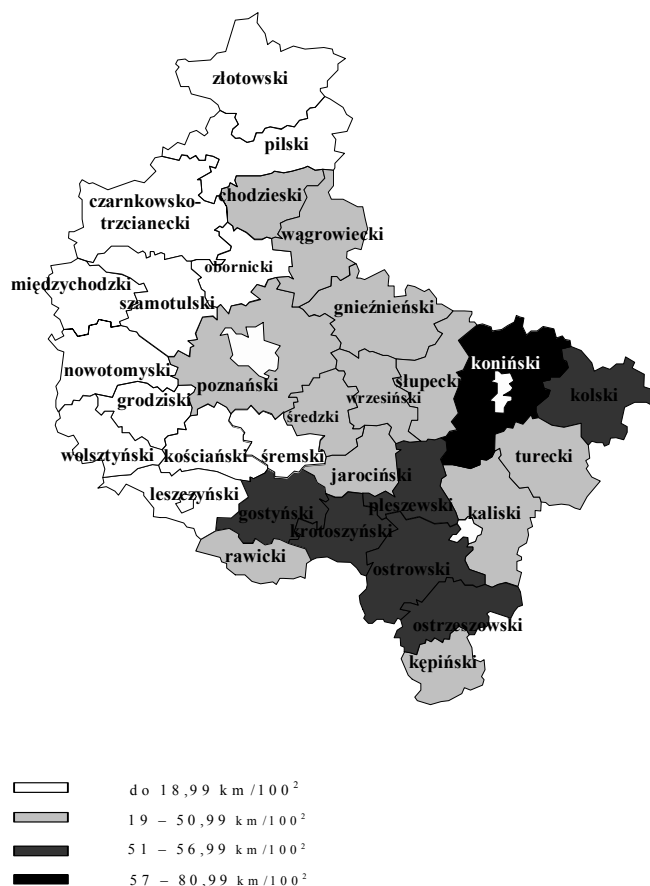 złotowski
pilski
chodzieski
czarnkowsko-
trzcianecki
wągrowiecki
obornicki
międzychodzki
szamotulski
gnieźnieński
koniński
nowotomyski
poznański
słupecki
kolski
grodziski
wrzesiński
średzki
wolsztyński
kościański
śremski
turecki
jarociński
leszezyński
pleszewski
kaliski
gostyński
krotoszyński
rawicki
ostrowski
ostrzeszowski
kępiński
do 18,99 km/100²
19 – 50,99 km/100²
51 – 56,99 km/100²
57 – 80,99 km/100²